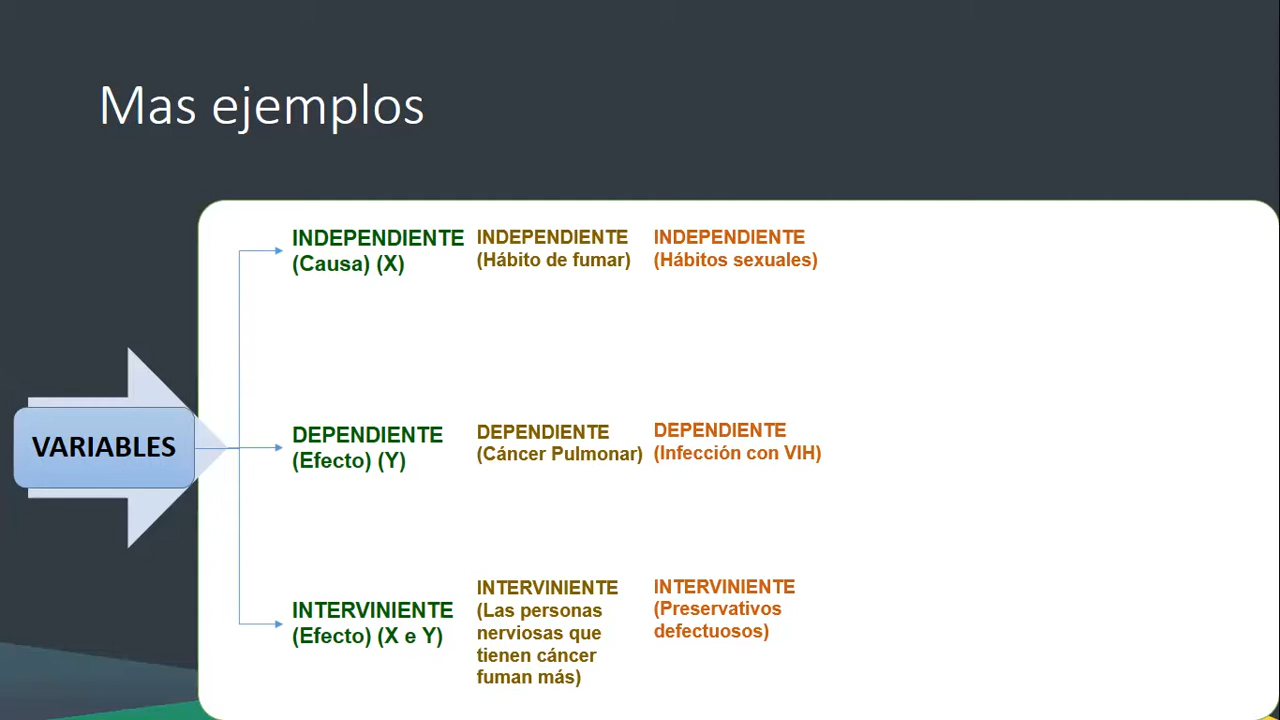 Mas ejemplos
VARIABLES
INDEPENDIENTE
(Causa) (X)
INDEPENDIENTE
(Hábito de fumar)
INDEPENDIENTE
(Hábitos sexuales)
DEPENDIENTE
(Efecto) (Y)
DEPENDIENTE
(Cáncer Pulmonar)
DEPENDIENTE
(Infección con VIH)
INTERVINIENTE
(Efecto) (X e Y)
INTERVINIENTE
(Las personas
nerviosas que
tienen cáncer
fuman más)
INTERVINIENTE
(Preservativos
defectuosos)